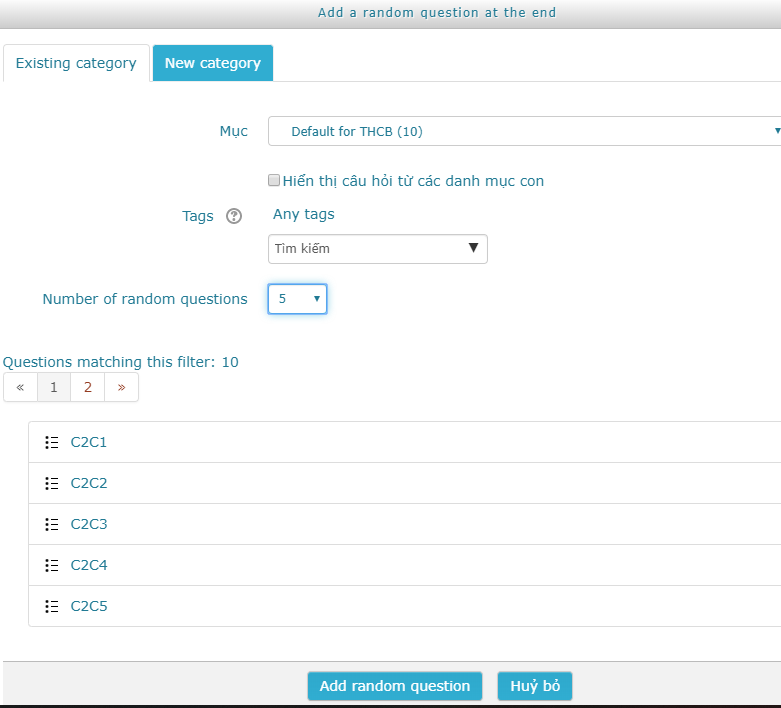 Add a random question at the end
Existing category New category
Mục Default for THCB (10)
Hiển thị câu hỏi từ các danh mục con
Tags Any tags
Tìm kiếm
Number of random questions 5
Questions matching this filter: 10
« 1 2 »
C2C1
C2C2
C2C3
C2C4
C2C5
Add random question Huỷ bỏ